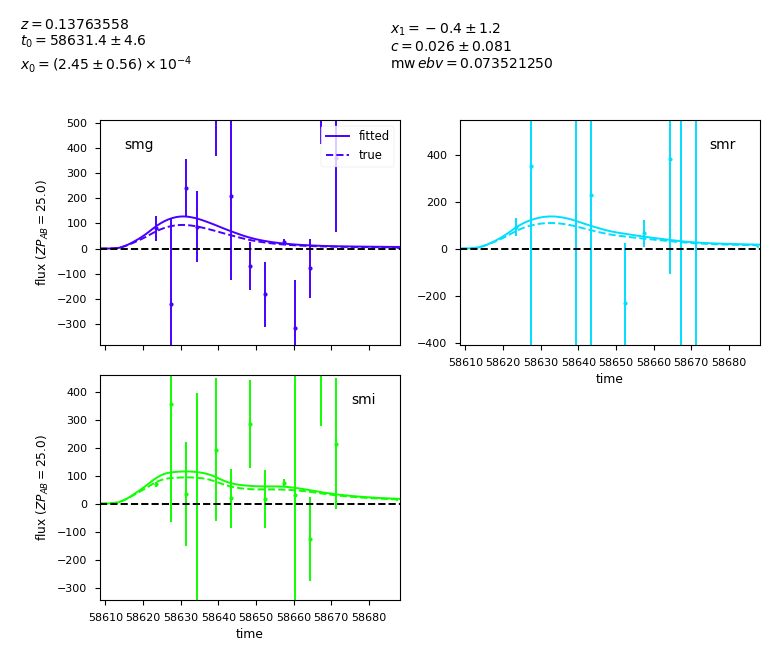 z = 0.13763558
t₀ = 58631.4 ± 4.6
x₀ = (2.45 ± 0.56) × 10⁻⁴
x₁ = −0.4 ± 1.2
c = 0.026 ± 0.081
mw ebv = 0.073521250
smg
fitted
true
500
400
300
200
100
0
−100
−200
−300
flux (ZP_AB = 25.0)
smr
400
200
0
−200
−400
58610 58620 58630 58640 58650 58660 58670 58680
time
smi
400
300
200
100
0
−100
−200
−300
flux (ZP_AB = 25.0)
58610 58620 58630 58640 58650 58660 58670 58680
time